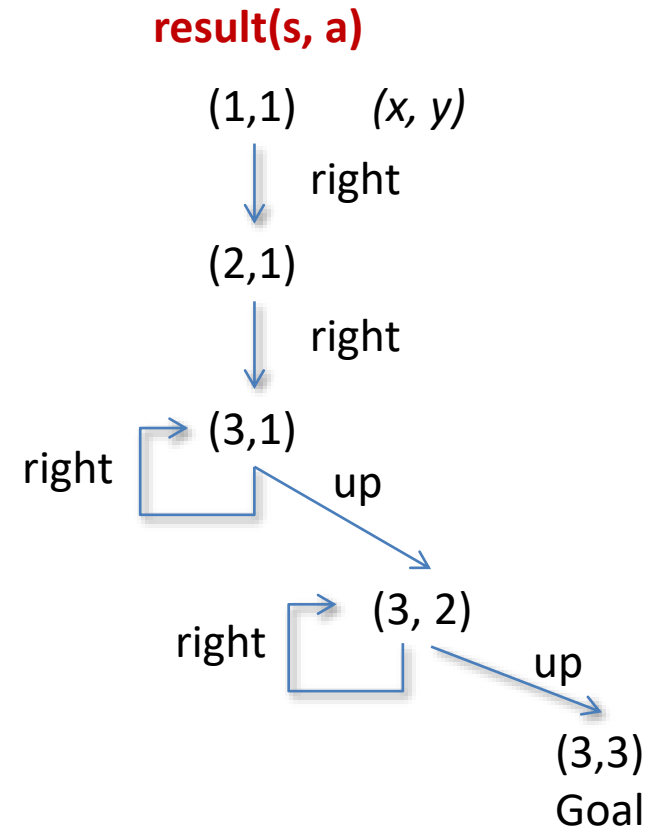 result(s, a)
(1,1) (x, y)
right
(2,1)
right
(3,1)
right
up
(3, 2)
right
up
(3,3)
Goal